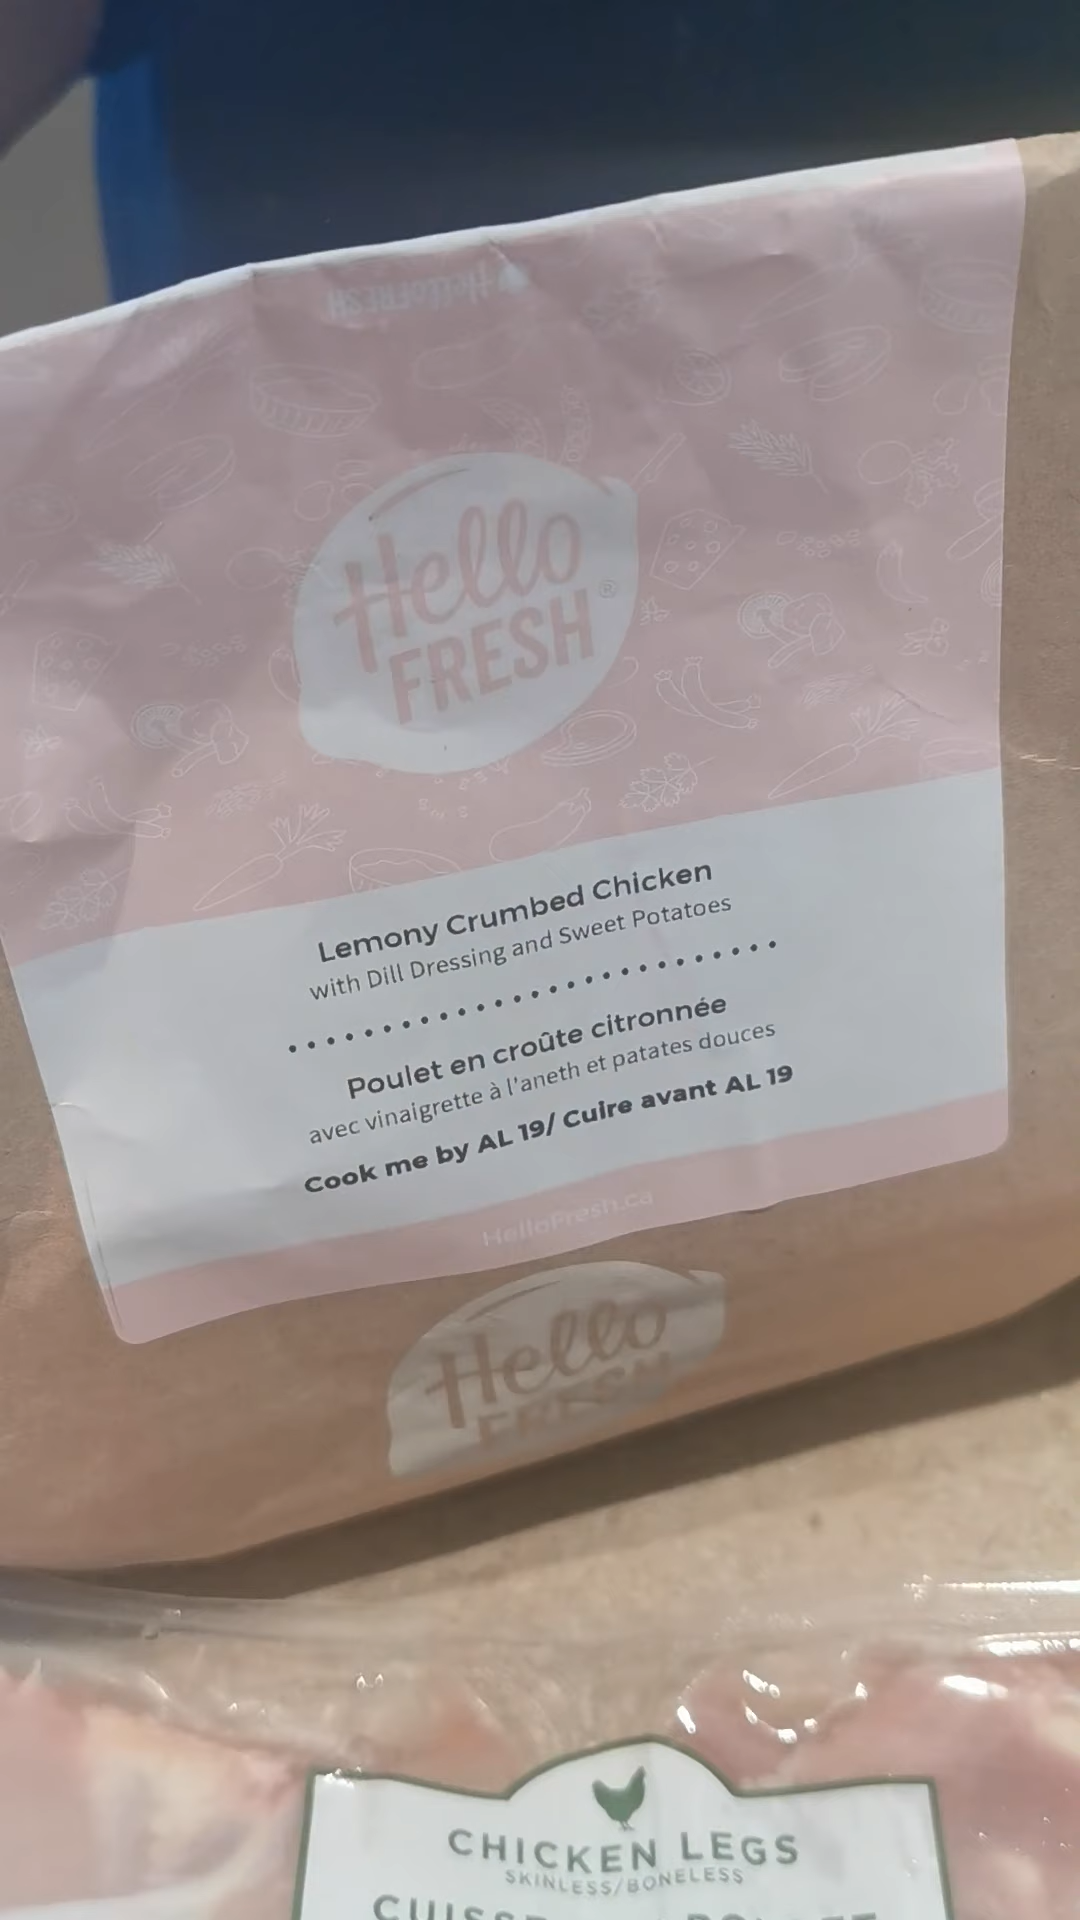 HelloFRESH
Hello
FRESH®
Lemony Crumbed Chicken
with Dill Dressing and Sweet Potatoes
Poulet en croûte citronnée
avec vinaigrette à l'aneth et patates douces
Cook me by AL 19/ Cuire avant AL 19
HelloFresh.ca
Hello
FRESH
CHICKEN LEGS
SKINLESS/BONELESS